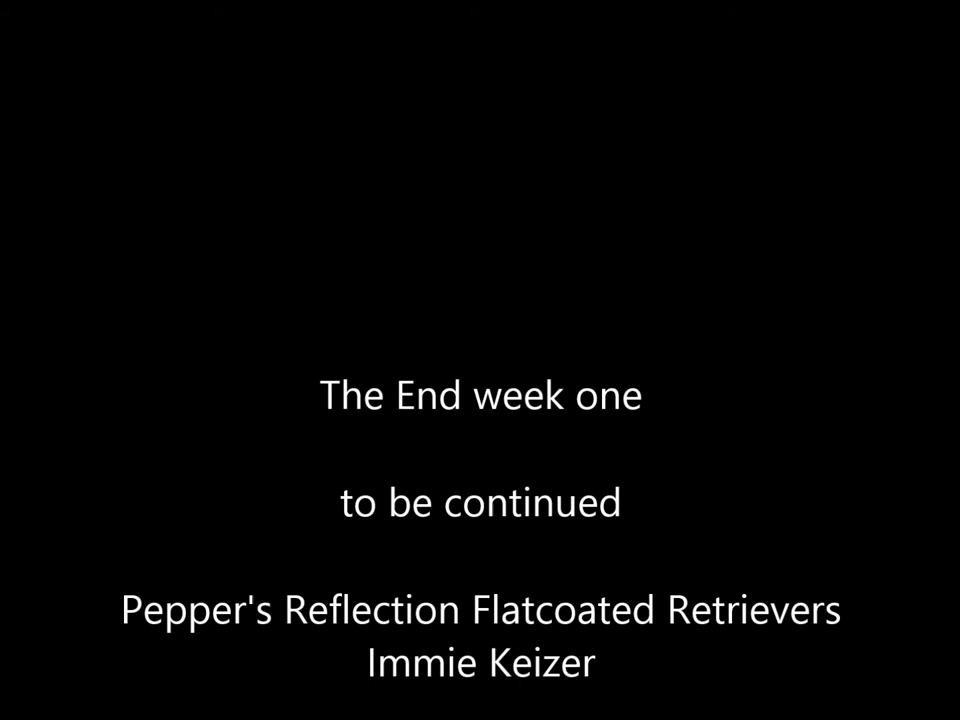 The End week one
to be continued
Pepper's Reflection Flatcoated Retrievers
Immie Keizer